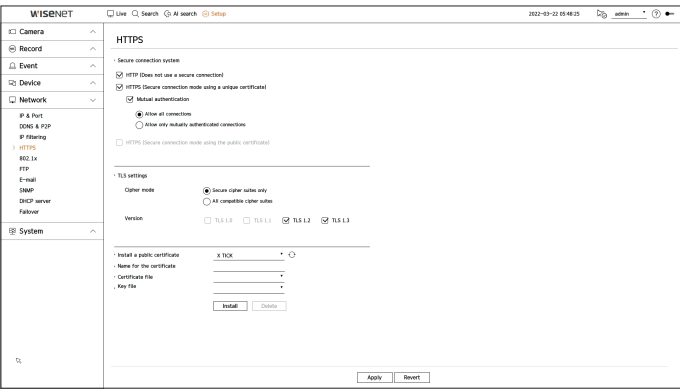 WISENET
Live Search AI search Setup
2022-03-22 05:48:25 admin ?
Camera
Record
Event
Device
Network
IP & Port
DDNS & P2P
IP filtering
> HTTPS
802.1x
FTP
E-mail
SNMP
DHCP server
Failover
System
HTTPS
Secure connection system
HTTP (Does not use a secure connection)
HTTPS (Secure connection mode using a unique certificate)
Mutual authentication
Allow all connections
Allow only mutually authenticated connections
HTTPS (Secure connection mode using the public certificate)
TLS settings
Cipher mode
Secure cipher suites only
All compatible cipher suites
Version
TLS 1.0 TLS 1.1 TLS 1.2 TLS 1.3
Install a public certificate X TICK
Name for the certificate
Certificate file
Key file
Install Delete
Apply Revert